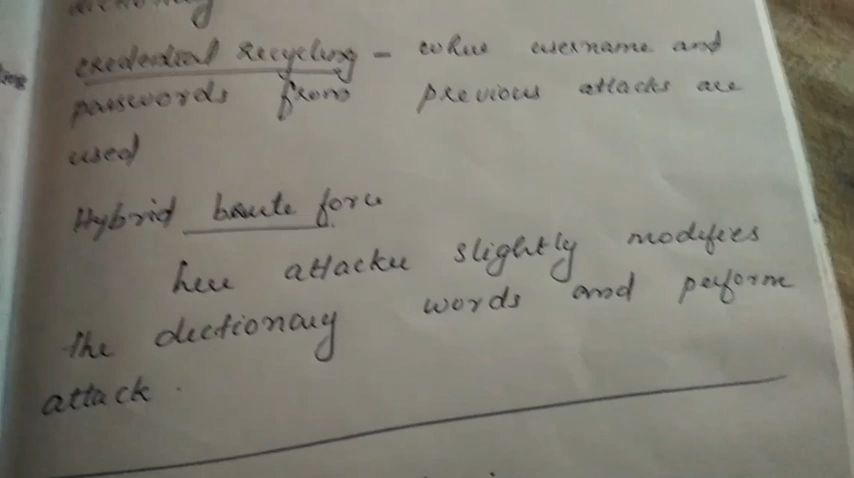 credential recycling – where username and
passwords from previous attacks are
used
Hybrid brute force
here attacker slightly modifies
the dictionary words and perform
attack.